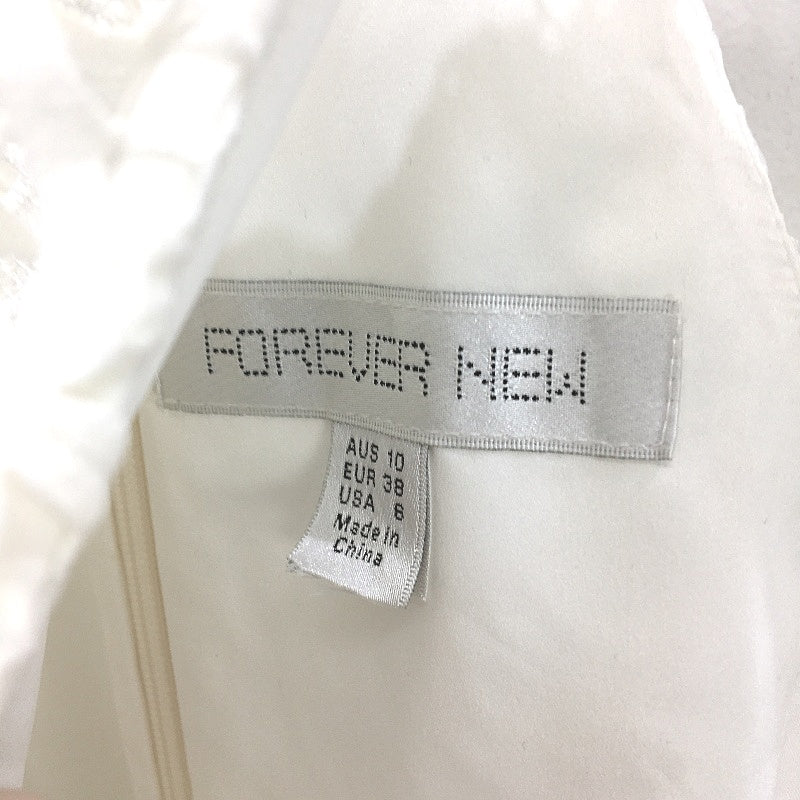 FOREVER NEW
AUS 10
EUR 38
USA 6
Made in
China